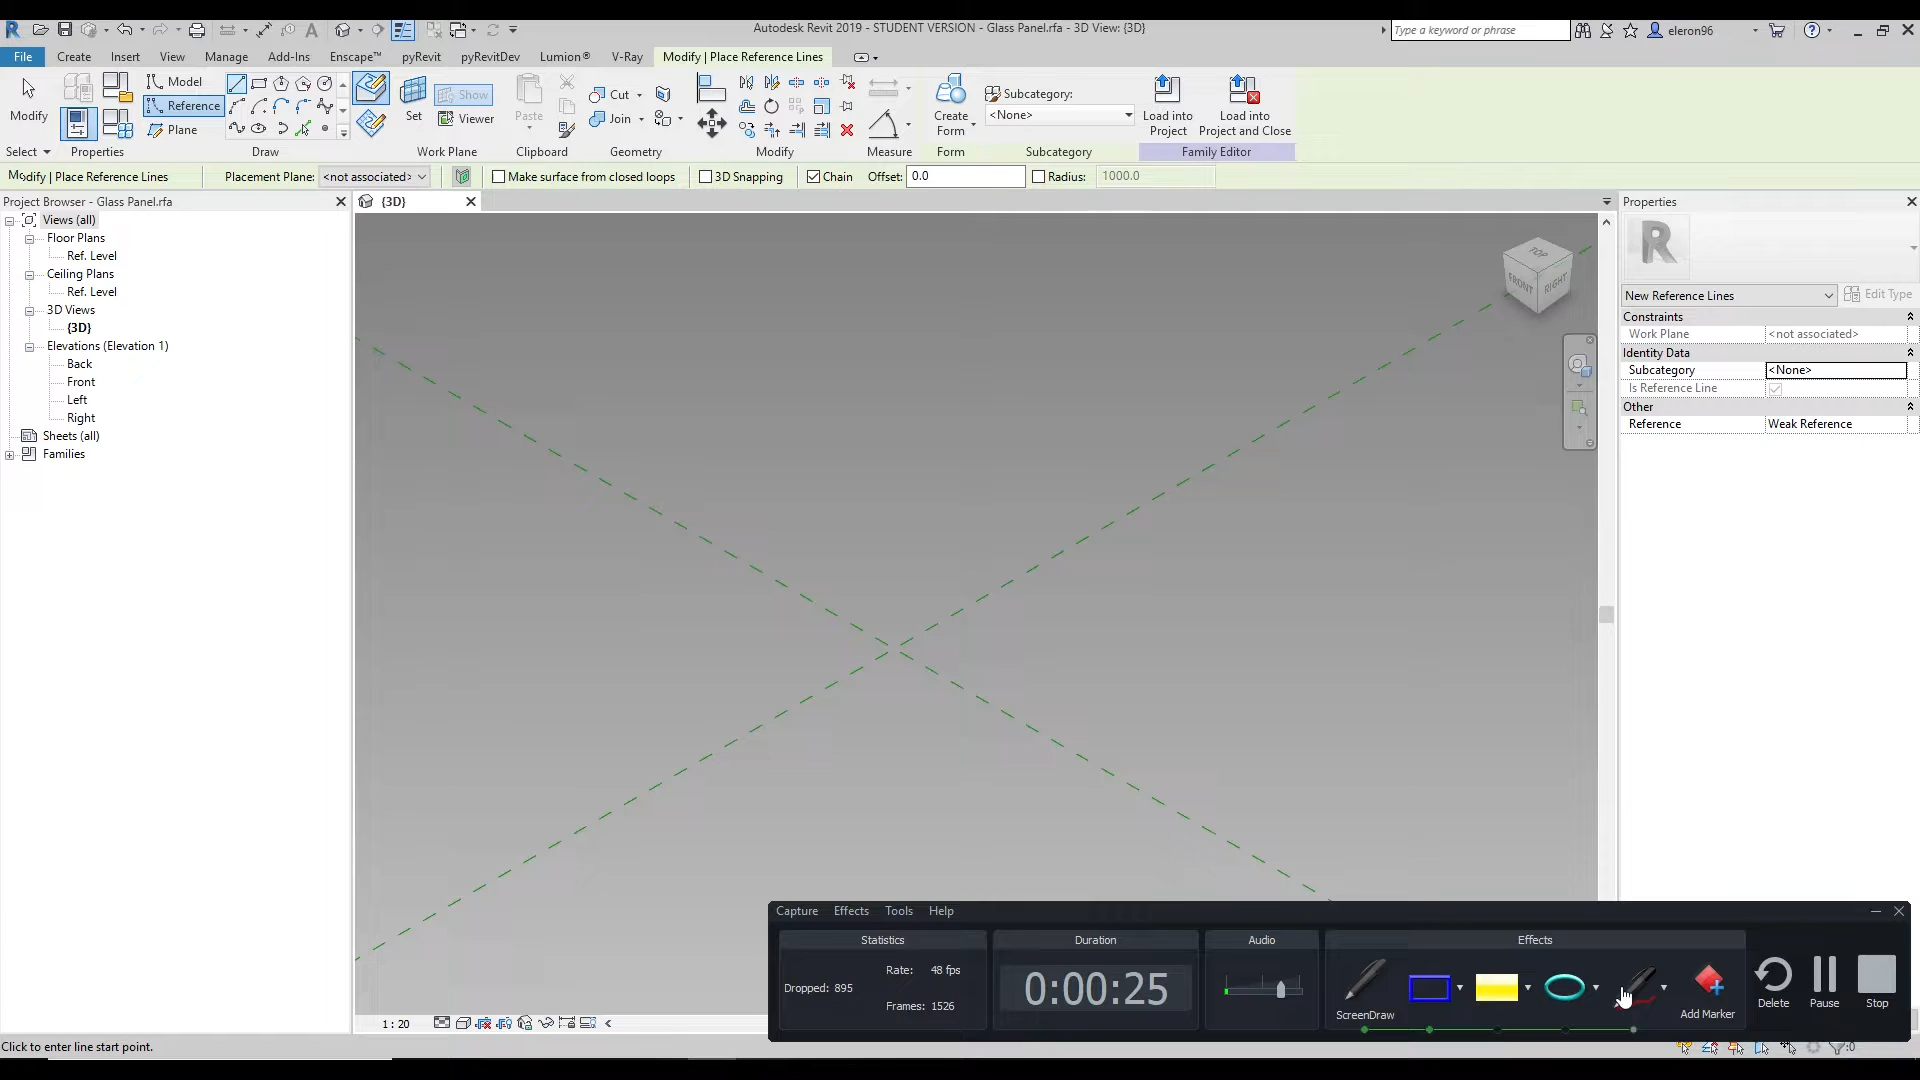 Autodesk Revit 2019 - STUDENT VERSION - Glass Panel.rfa - 3D View: {3D}
Type a keyword or phrase
eleron96
File Create Insert View Manage Add-Ins Enscape™ pyRevit pyRevitDev Lumion® V-Ray Modify | Place Reference Lines
Modify
Model
Reference
Plane
Set
Show
Viewer
Paste
Cut
Join
Create Form
Subcategory:
<None>
Load into Project
Load into Project and Close
Select Properties Draw Work Plane Clipboard Geometry Modify Measure Form Subcategory Family Editor
Modify | Place Reference Lines Placement Plane: <not associated> Make surface from closed loops 3D Snapping Chain Offset: 0.0 Radius: 1000.0
Project Browser - Glass Panel.rfa
Views (all)
Floor Plans
Ref. Level
Ceiling Plans
Ref. Level
3D Views
{3D}
Elevations (Elevation 1)
Back
Front
Left
Right
Sheets (all)
Families
{3D}
TOP
FRONT
RIGHT
Properties
R
New Reference Lines
Edit Type
Constraints
Work Plane <not associated>
Identity Data
Subcategory <None>
Is Reference Line
Other
Reference Weak Reference
Capture Effects Tools Help
Statistics
Dropped: 895
Rate: 48 fps
Frames: 1526
Duration
0:00:25
Audio
Effects
ScreenDraw
Add Marker
Delete
Pause
Stop
1 : 20
Click to enter line start point.
:0